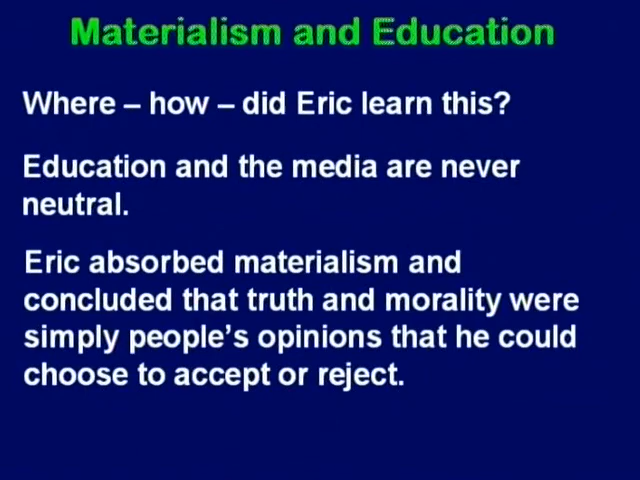 Materialism and Education
Where – how – did Eric learn this?
Education and the media are never
neutral.
Eric absorbed materialism and
concluded that truth and morality were
simply people’s opinions that he could
choose to accept or reject.